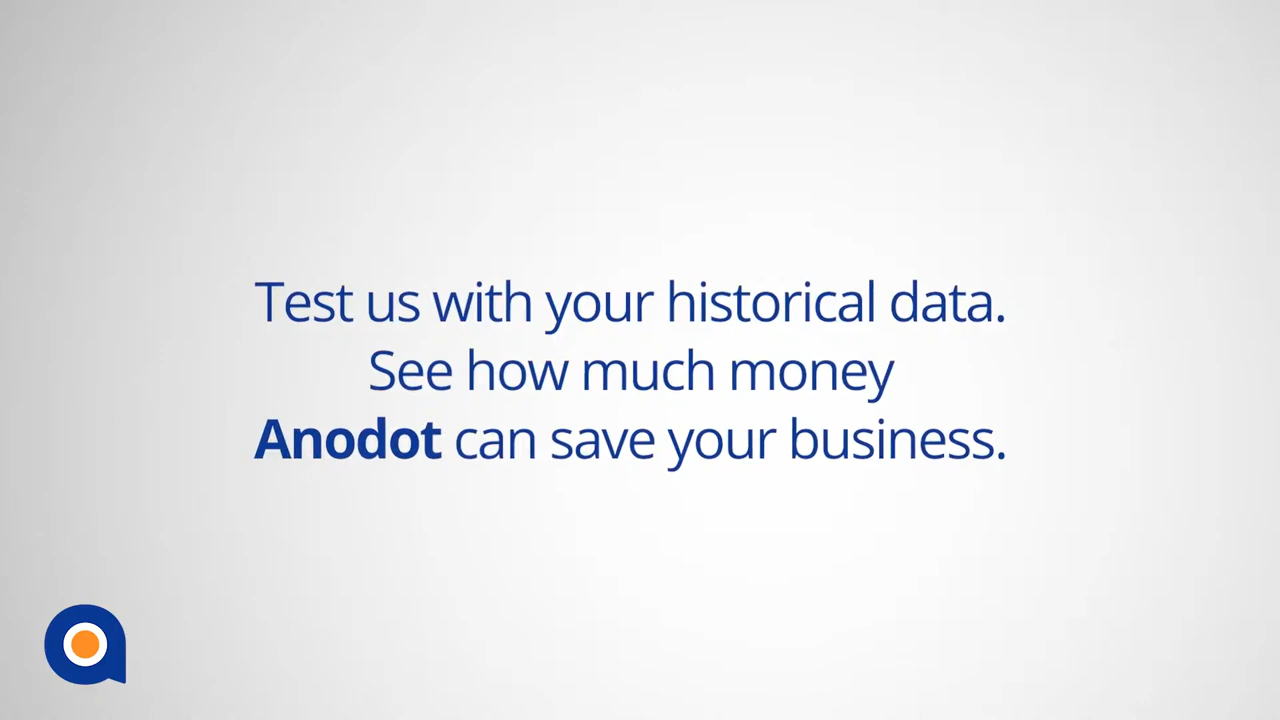 Test us with your historical data.
See how much money
Anodot can save your business.